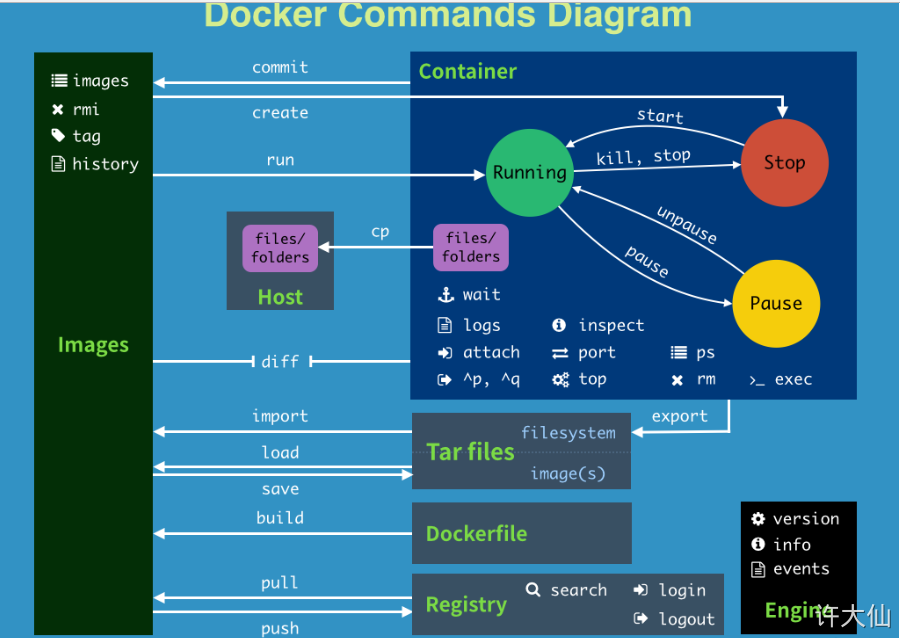 Docker Commands Diagram
images
rmi
tag
history
Images
commit
create
run
Container
start
kill, stop
Running
Stop
unpause
pause
Pause
files/
folders
Host
cp
files/
folders
wait
logs
attach
^p, ^q
inspect
port
top
ps
rm
>_ exec
diff
import
export
load
save
Tar files
filesystem
image(s)
build
Dockerfile
pull
push
Registry
search
login
logout
version
info
events
Engine
许大仙